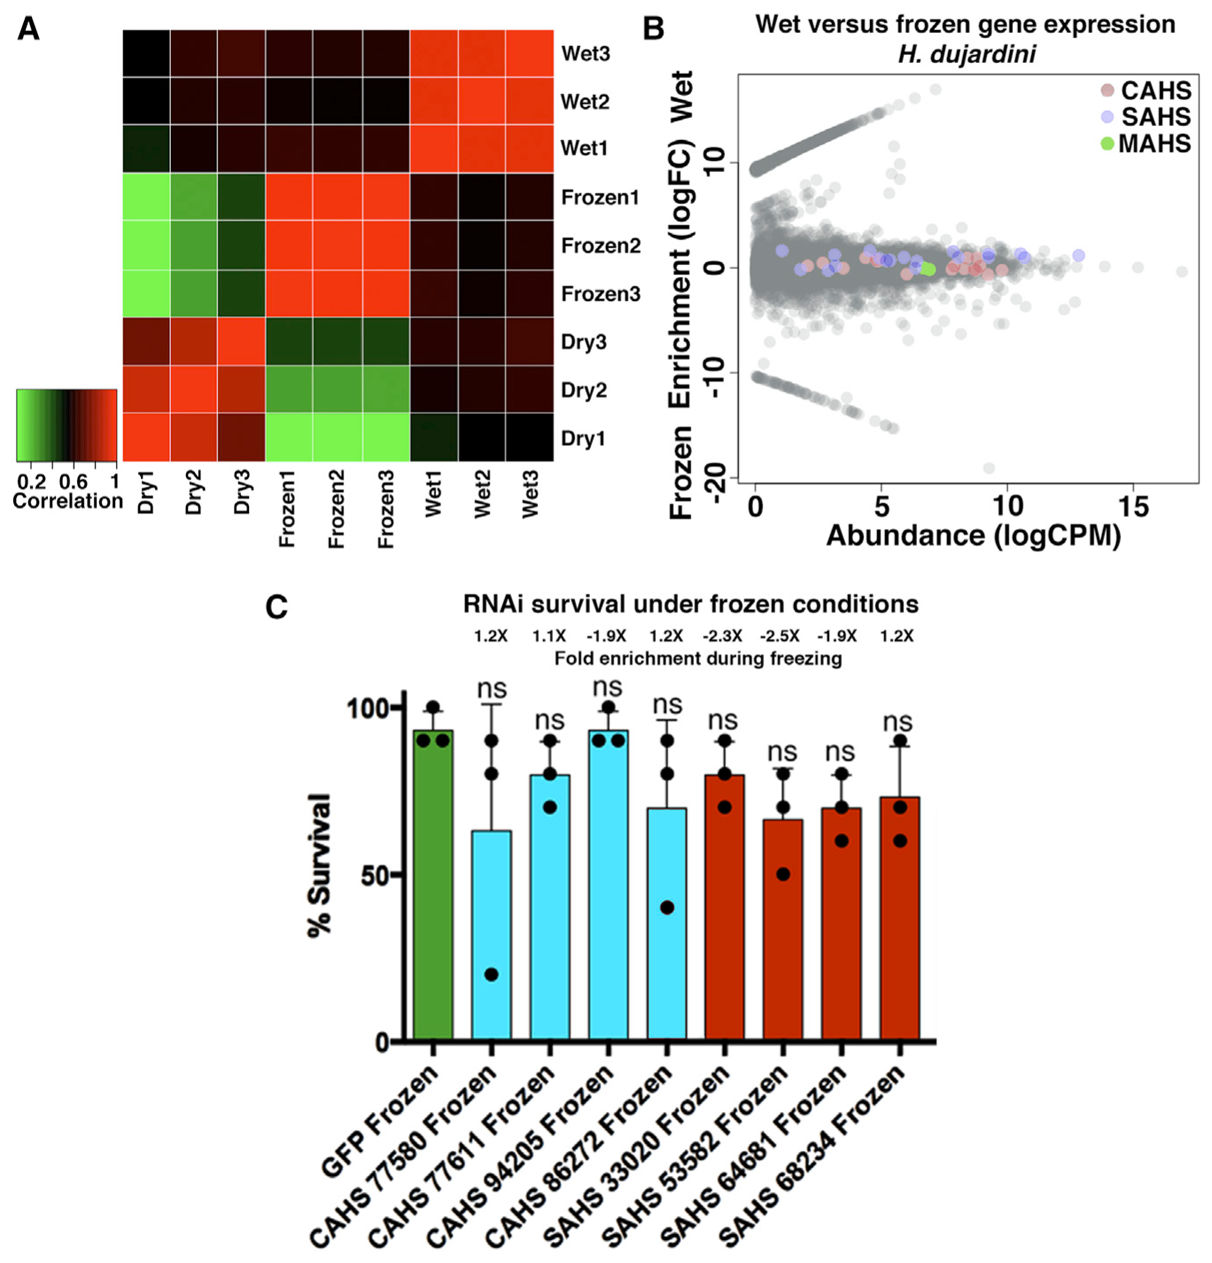 A
Wet3
Wet2
Wet1
Frozen1
Frozen2
Frozen3
Dry3
Dry2
Dry1
0.2 0.6 1
Correlation
Dry1 Dry2 Dry3 Frozen1 Frozen2 Frozen3 Wet1 Wet2 Wet3
B
Wet versus frozen gene expression
H. dujardini
CAHS
SAHS
MAHS
Frozen Enrichment (logFC) Wet
10
0
-10
-20
0 5 10 15
Abundance (logCPM)
C
RNAi survival under frozen conditions
1.2X 1.1X -1.9X 1.2X -2.3X -2.5X -1.9X 1.2X
Fold enrichment during freezing
ns ns ns ns ns ns ns ns
% Survival
100
50
0
GFP Frozen
CAHS 77580 Frozen
CAHS 77611 Frozen
CAHS 94205 Frozen
CAHS 86272 Frozen
SAHS 33020 Frozen
SAHS 53582 Frozen
SAHS 64681 Frozen
SAHS 68234 Frozen